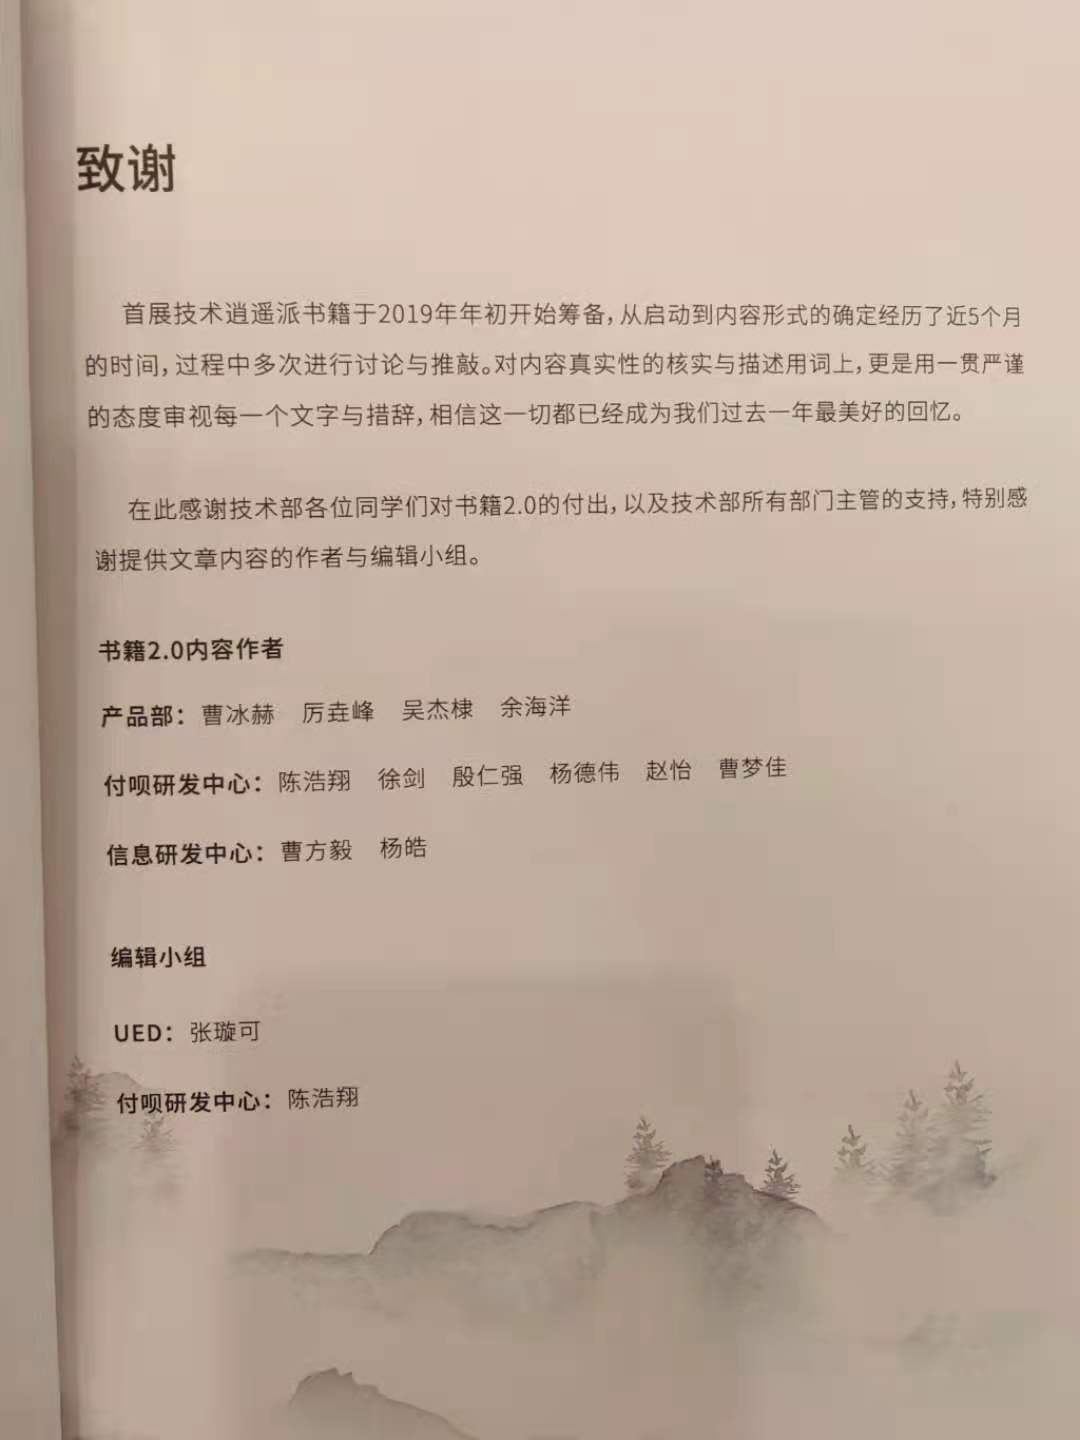 致谢
首展技术逍遥派书籍于2019年年初开始筹备，从启动到内容形式的确定经历了近5个月
的时间，过程中多次进行讨论与推敲。对内容真实性的核实与描述用词上，更是用一贯严谨
的态度审视每一个文字与措辞，相信这一切都已经成为我们过去一年最美好的回忆。
在此感谢技术部各位同学们对书籍2.0的付出，以及技术部所有部门主管的支持，特别感
谢提供文章内容的作者与编辑小组。
书籍2.0内容作者
产品部：曹冰赫 厉垚峰 吴杰棣 余海洋
付呗研发中心：陈浩翔 徐剑 殷仁强 杨德伟 赵怡 曹梦佳
信息研发中心：曹方毅 杨皓
编辑小组
UED：张璇可
付呗研发中心：陈浩翔